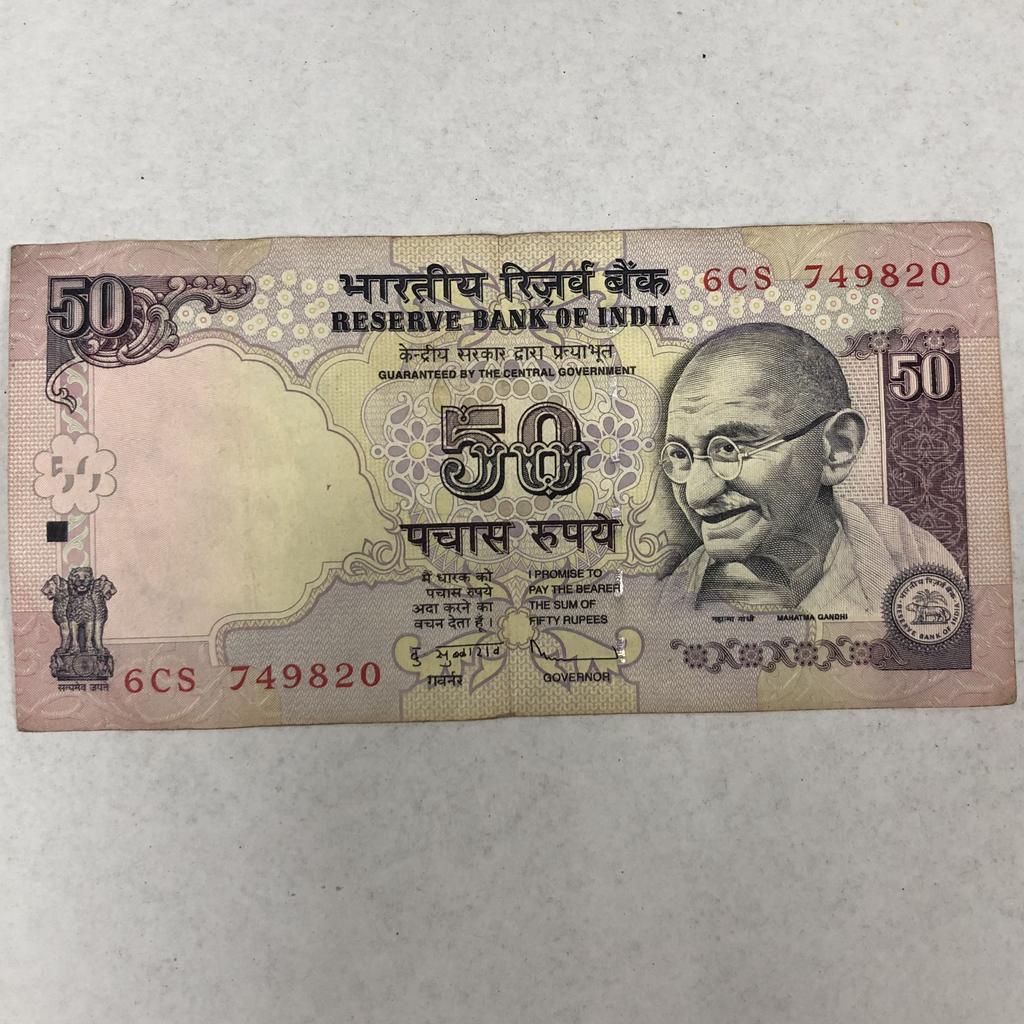 50
भारतीय रिज़र्व बैंक
6CS 749820
RESERVE BANK OF INDIA
केन्द्रीय सरकार द्वारा प्रत्याभूत
GUARANTEED BY THE CENTRAL GOVERNMENT
50
50
पचास रुपये
मैं धारक को
पचास रुपये
अदा करने का
वचन देता हूँ।
I PROMISE TO
PAY THE BEARER
THE SUM OF
FIFTY RUPEES
महात्मा गांधी
MAHATMA GANDHI
भारतीय रिज़र्व बैंक
RESERVE BANK OF INDIA
सत्यमेव जयते
6CS 749820
गवर्नर
GOVERNOR